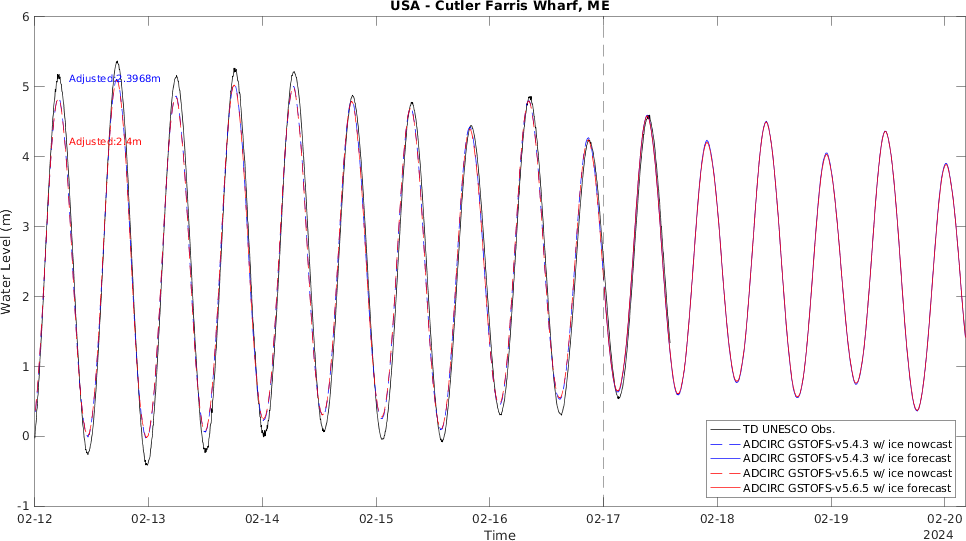 USA - Cutler Farris Wharf, ME
6
5
4
3
2
1
0
-1
Water Level (m)
Adjusted:2.3968m
Adjusted:2.4m
TD UNESCO Obs.
ADCIRC GSTOFS-v5.4.3 w/ ice nowcast
ADCIRC GSTOFS-v5.4.3 w/ ice forecast
ADCIRC GSTOFS-v5.6.5 w/ ice nowcast
ADCIRC GSTOFS-v5.6.5 w/ ice forecast
02-12 02-13 02-14 02-15 02-16 02-17 02-18 02-19 02-20
Time
2024